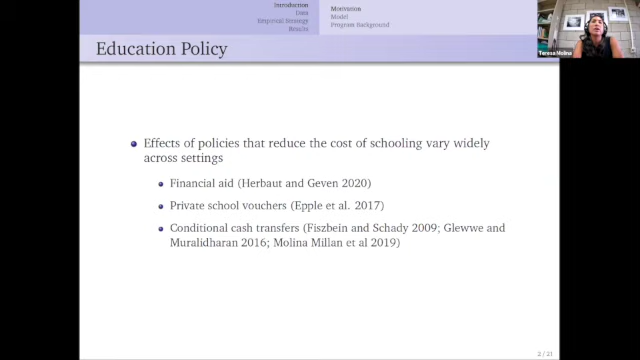 Introduction
Data
Empirical Strategy
Results
Motivation
Model
Program Background
Education Policy
Effects of policies that reduce the cost of schooling vary widely
across settings
Financial aid (Herbaut and Geven 2020)
Private school vouchers (Epple et al. 2017)
Conditional cash transfers (Fiszbein and Schady 2009; Glewwe and
Muralidharan 2016; Molina Millan et al 2019)
2 / 21
Teresa Molina